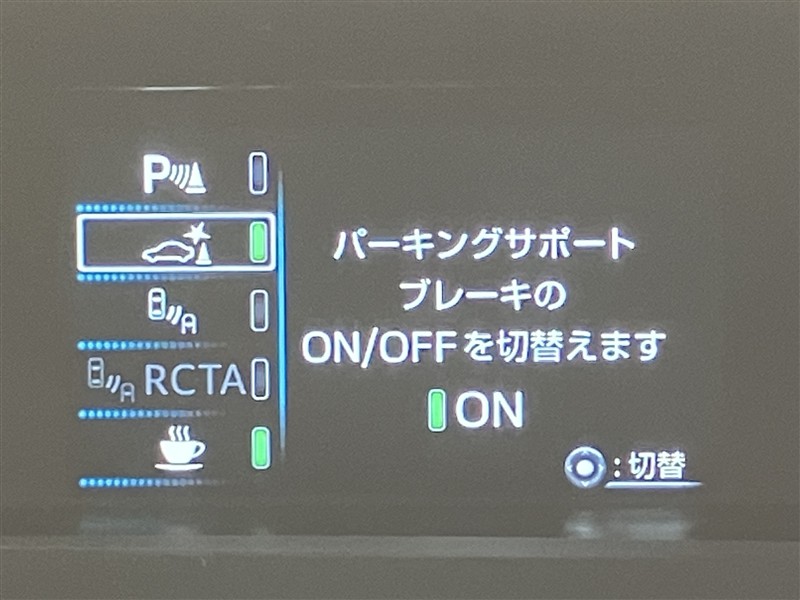 P
RCTA
パーキングサポート
ブレーキの
ON/OFFを切替えます
ON
:切替